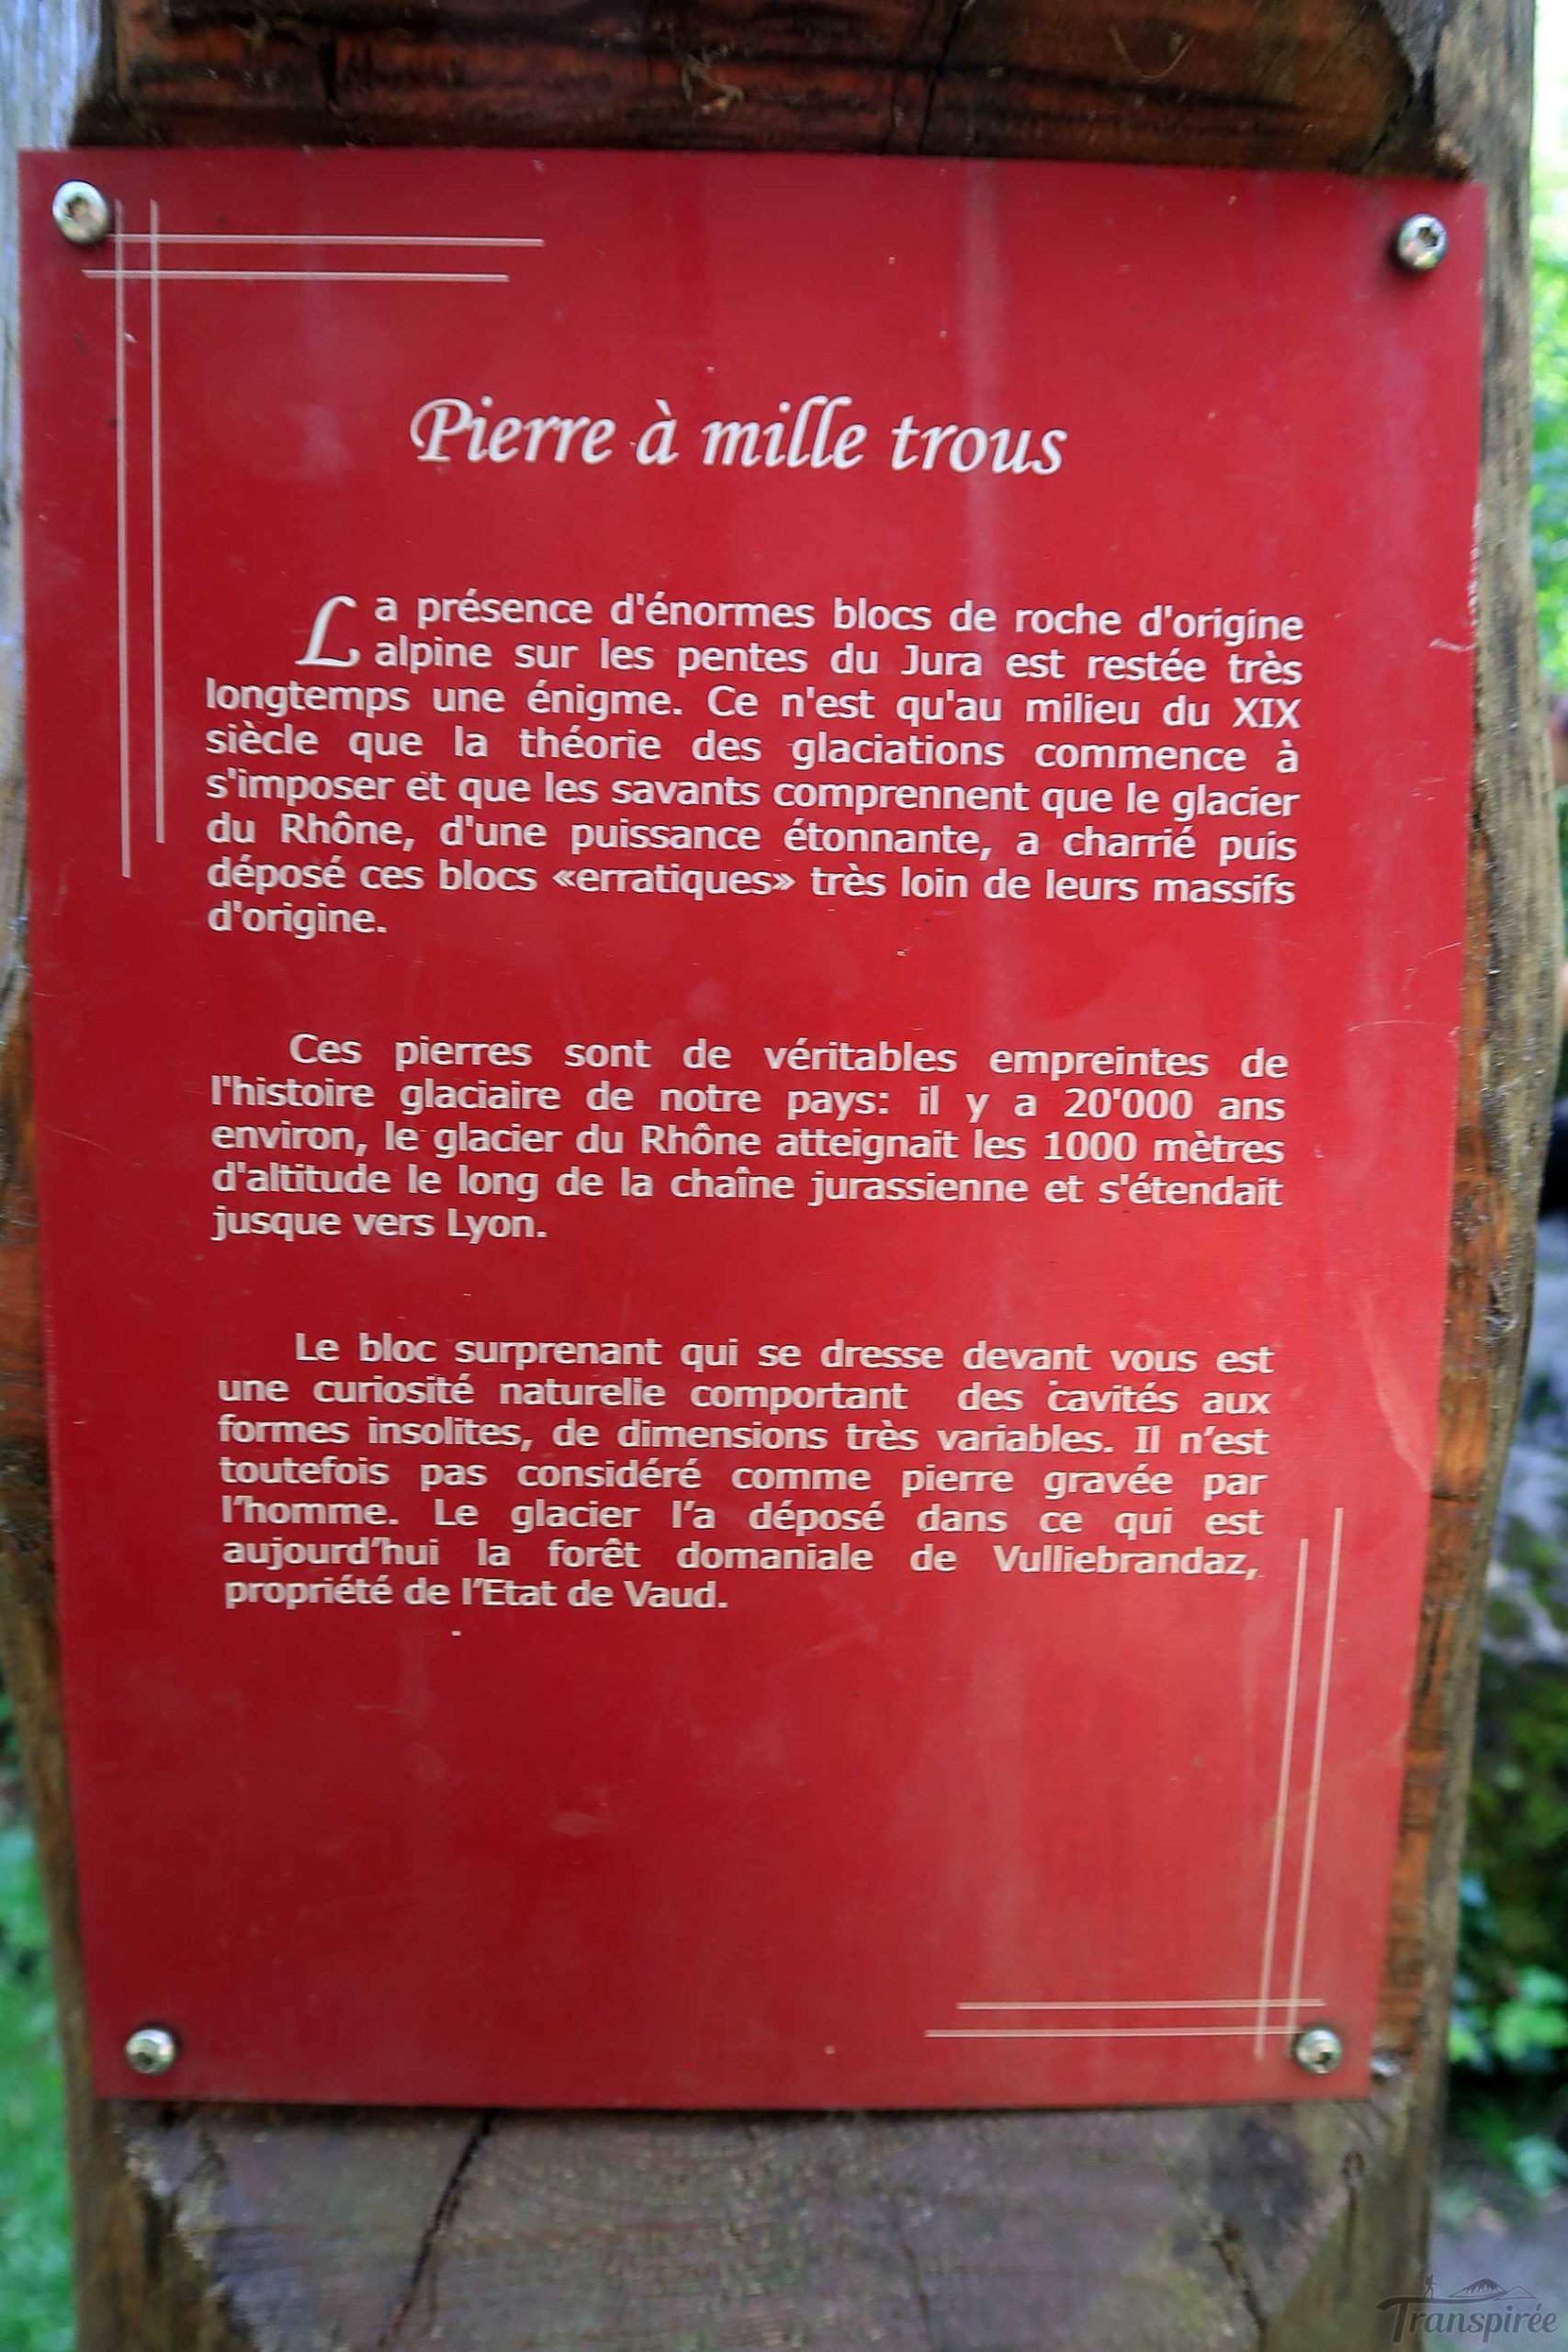 Pierre à mille trous
La présence d'énormes blocs de roche d'origine
alpine sur les pentes du Jura est restée très
longtemps une énigme. Ce n'est qu'au milieu du XIX
siècle que la théorie des glaciations commence à
s'imposer et que les savants comprennent que le glacier
du Rhône, d'une puissance étonnante, a charrié puis
déposé ces blocs «erratiques» très loin de leurs massifs
d'origine.
Ces pierres sont de véritables empreintes de
l'histoire glaciaire de notre pays: il y a 20'000 ans
environ, le glacier du Rhône atteignait les 1000 mètres
d'altitude le long de la chaîne jurassienne et s'étendait
jusque vers Lyon.
Le bloc surprenant qui se dresse devant vous est
une curiosité naturelle comportant des cavités aux
formes insolites, de dimensions très variables. Il n’est
toutefois pas considéré comme pierre gravée par
l’homme. Le glacier l’a déposé dans ce qui est
aujourd’hui la forêt domaniale de Vulliebrandaz,
propriété de l’Etat de Vaud.
Transpirée